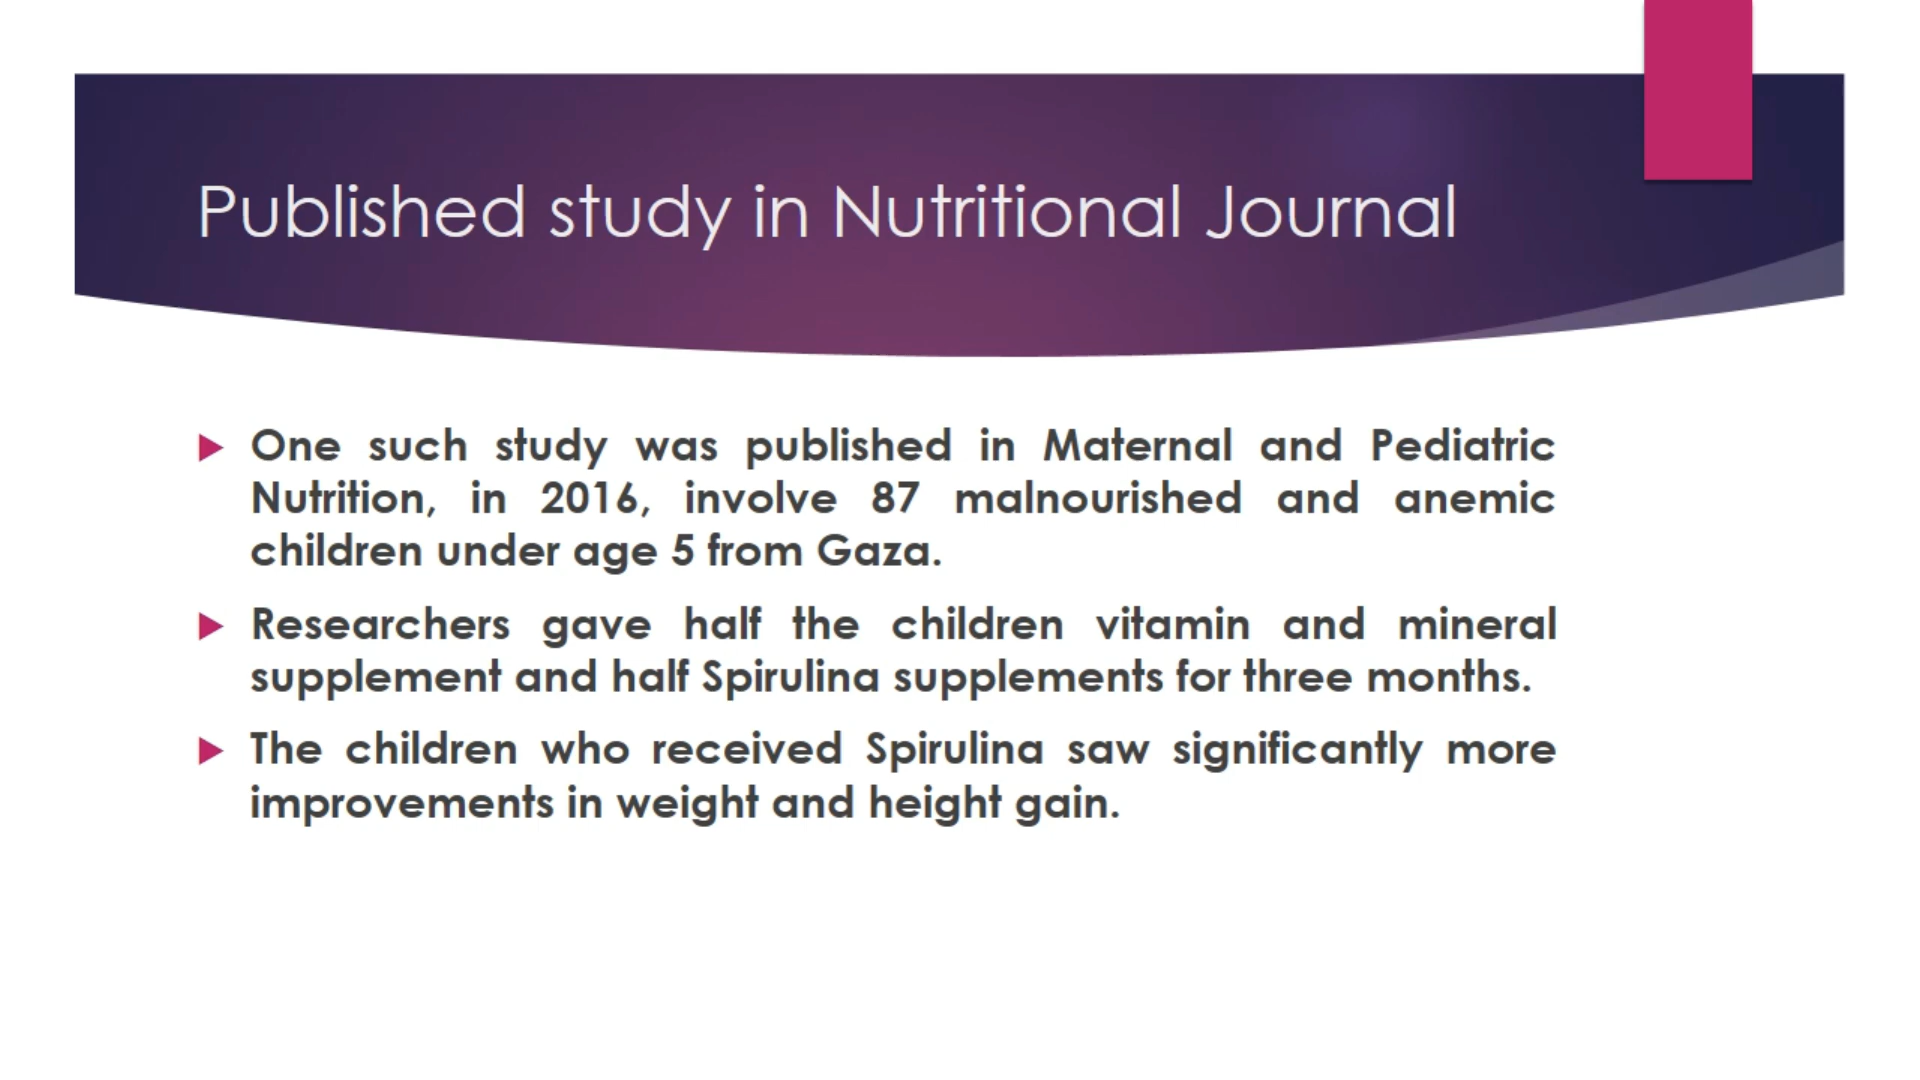 Published study in Nutritional Journal
One such study was published in Maternal and Pediatric
Nutrition, in 2016, involve 87 malnourished and anemic
children under age 5 from Gaza.
Researchers gave half the children vitamin and mineral
supplement and half Spirulina supplements for three months.
The children who received Spirulina saw significantly more
improvements in weight and height gain.